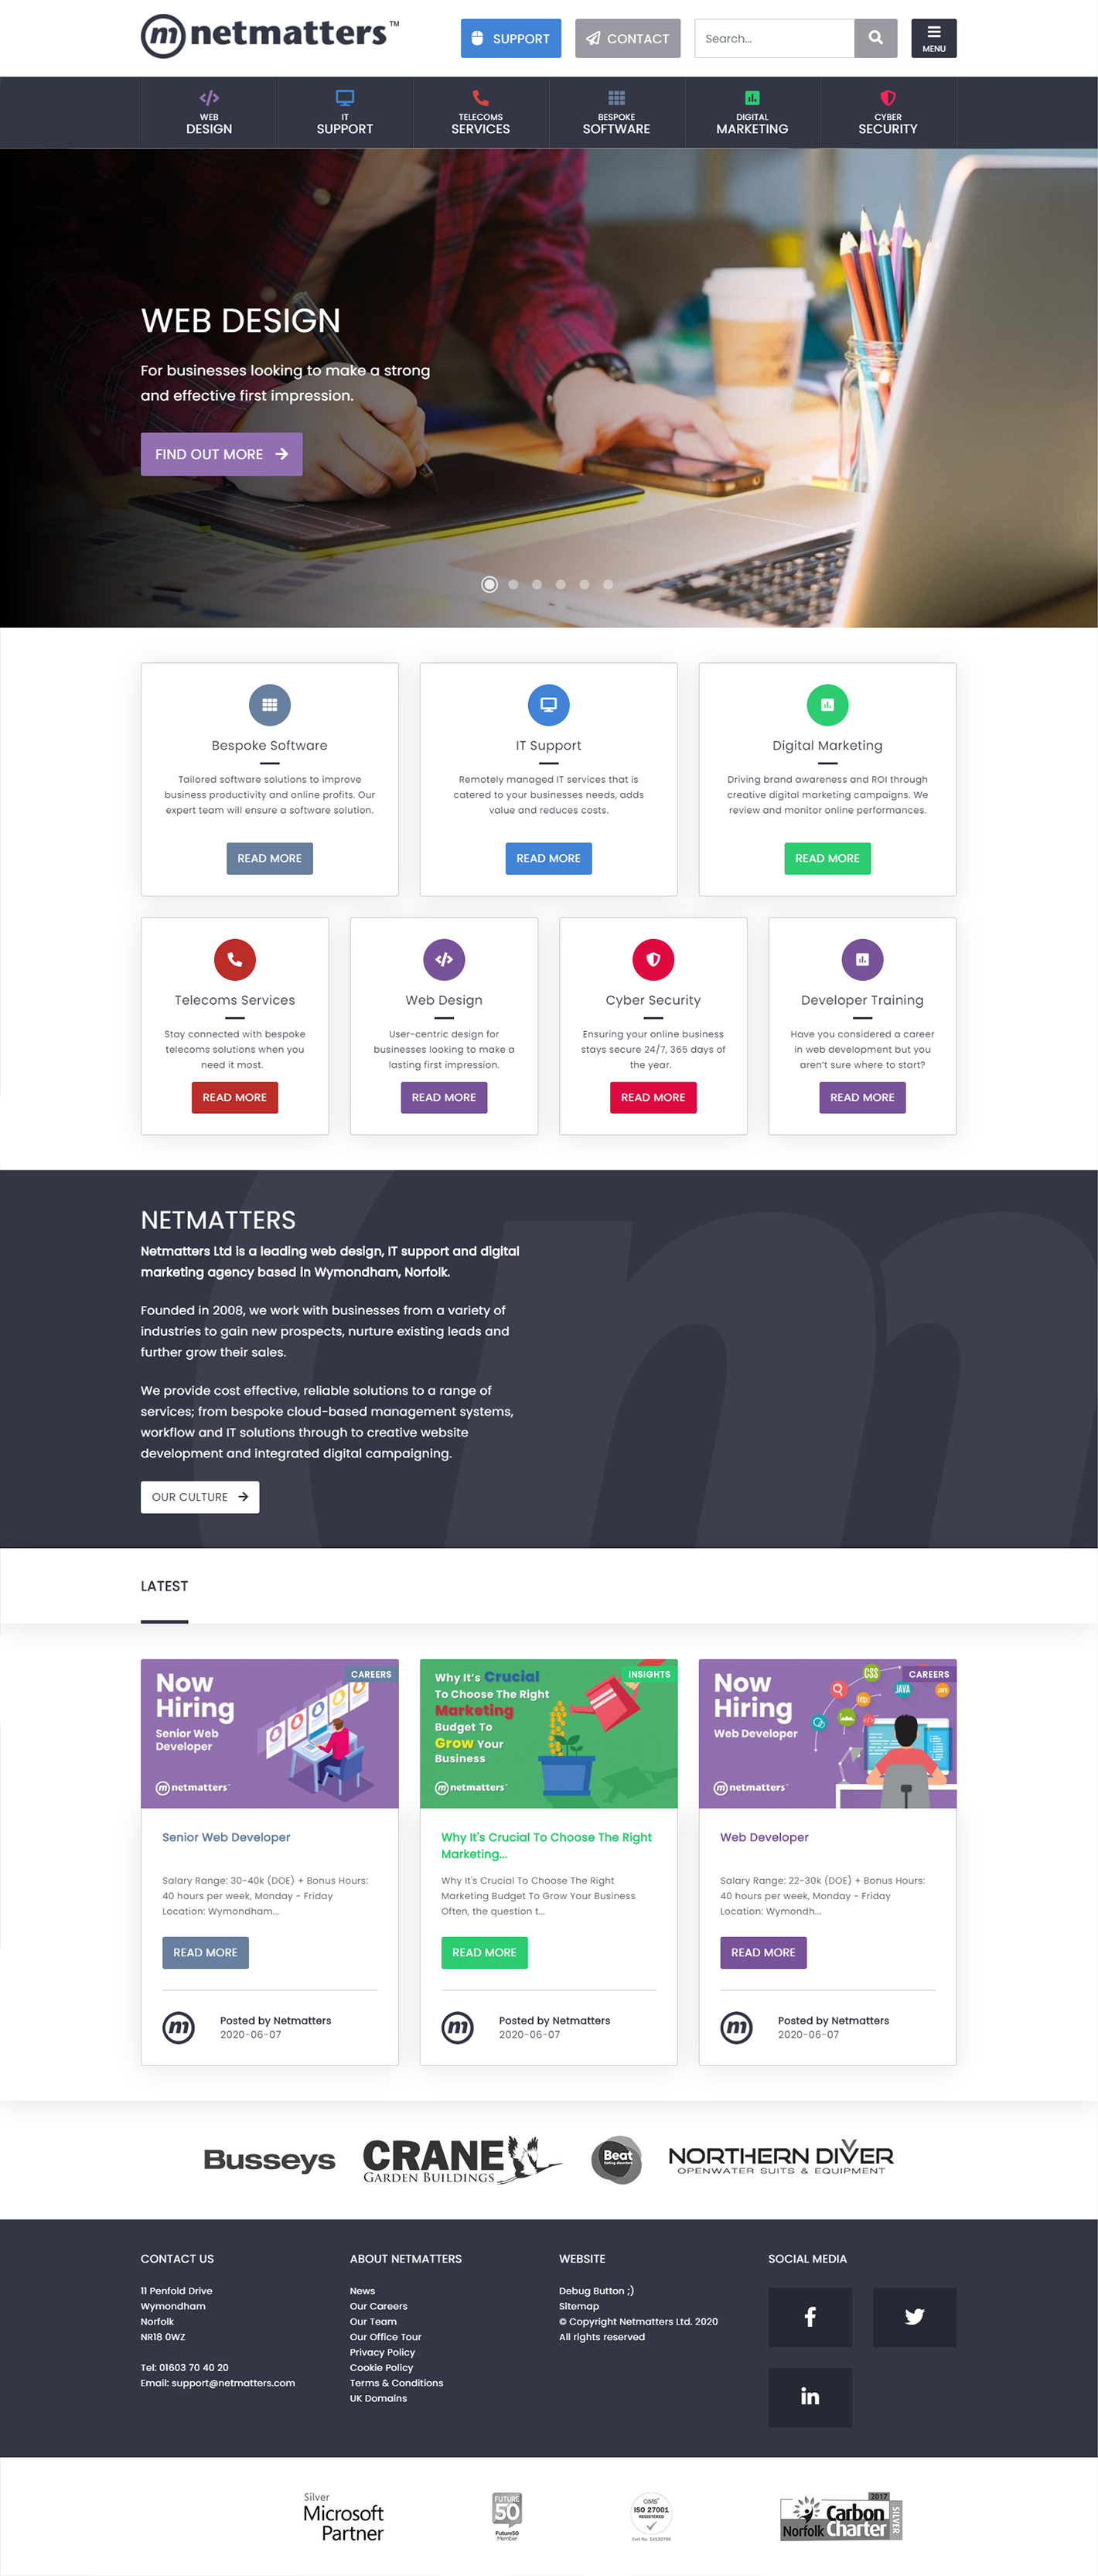 netmatters™
SUPPORT
CONTACT
Search...
MENU
WEB
DESIGN
IT
SUPPORT
TELECOMS
SERVICES
BESPOKE
SOFTWARE
DIGITAL
MARKETING
CYBER
SECURITY
WEB DESIGN
For businesses looking to make a strong
and effective first impression.
FIND OUT MORE
Bespoke Software
Tailored software solutions to improve
business productivity and online profits. Our
expert team will ensure a software solution.
READ MORE
IT Support
Remotely managed IT services that is
catered to your businesses needs, adds
value and reduces costs.
READ MORE
Digital Marketing
Driving brand awareness and ROI through
creative digital marketing campaigns. We
review and monitor online performances.
READ MORE
Telecoms Services
Stay connected with bespoke
telecoms solutions when you
need it most.
READ MORE
Web Design
User-centric design for
businesses looking to make a
lasting first impression.
READ MORE
Cyber Security
Ensuring your online business
stays secure 24/7, 365 days of
the year.
READ MORE
Developer Training
Have you considered a career
in web development but you
aren't sure where to start?
READ MORE
NETMATTERS
Netmatters Ltd is a leading web design, IT support and digital
marketing agency based in Wymondham, Norfolk.
Founded in 2008, we work with businesses from a variety of
industries to gain new prospects, nurture existing leads and
further grow their sales.
We provide cost effective, reliable solutions to a range of
services; from bespoke cloud-based management systems,
workflow and IT solutions through to creative website
development and integrated digital campaigning.
OUR CULTURE
LATEST
CAREERS
Now
Hiring
Senior Web
Developer
netmatters
Senior Web Developer
Salary Range: 30-40k (DOE) + Bonus Hours:
40 hours per week, Monday - Friday
Location: Wymondham...
READ MORE
Posted by Netmatters
2020-06-07
INSIGHTS
Why It's Crucial
To Choose The Right
Marketing
Budget To
Grow Your
Business
netmatters
Why It's Crucial To Choose The Right
Marketing...
Why It's Crucial To Choose The Right
Marketing Budget To Grow Your Business
Often, the question t...
READ MORE
Posted by Netmatters
2020-06-07
CAREERS
Now
Hiring
Web Developer
CSS
JAVA
netmatters
Web Developer
Salary Range: 22-30k (DOE) + Bonus Hours:
40 hours per week, Monday - Friday
Location: Wymondh...
READ MORE
Posted by Netmatters
2020-06-07
Busseys
CRANE
GARDEN BUILDINGS
Beat
Eating disorders
NORTHERN DIVER
OPENWATER SUITS & EQUIPMENT
CONTACT US
11 Penfold Drive
Wymondham
Norfolk
NR18 0WZ
Tel: 01603 70 40 20
Email: support@netmatters.com
ABOUT NETMATTERS
News
Our Careers
Our Team
Our Office Tour
Privacy Policy
Cookie Policy
Terms & Conditions
UK Domains
WEBSITE
Debug Button ;)
Sitemap
© Copyright Netmatters Ltd. 2020
All rights reserved
SOCIAL MEDIA
Silver
Microsoft
Partner
FUTURE
50
Future50
Member
QMS
ISO 27001
REGISTERED
2017
Carbon
Norfolk Charter
SILVER